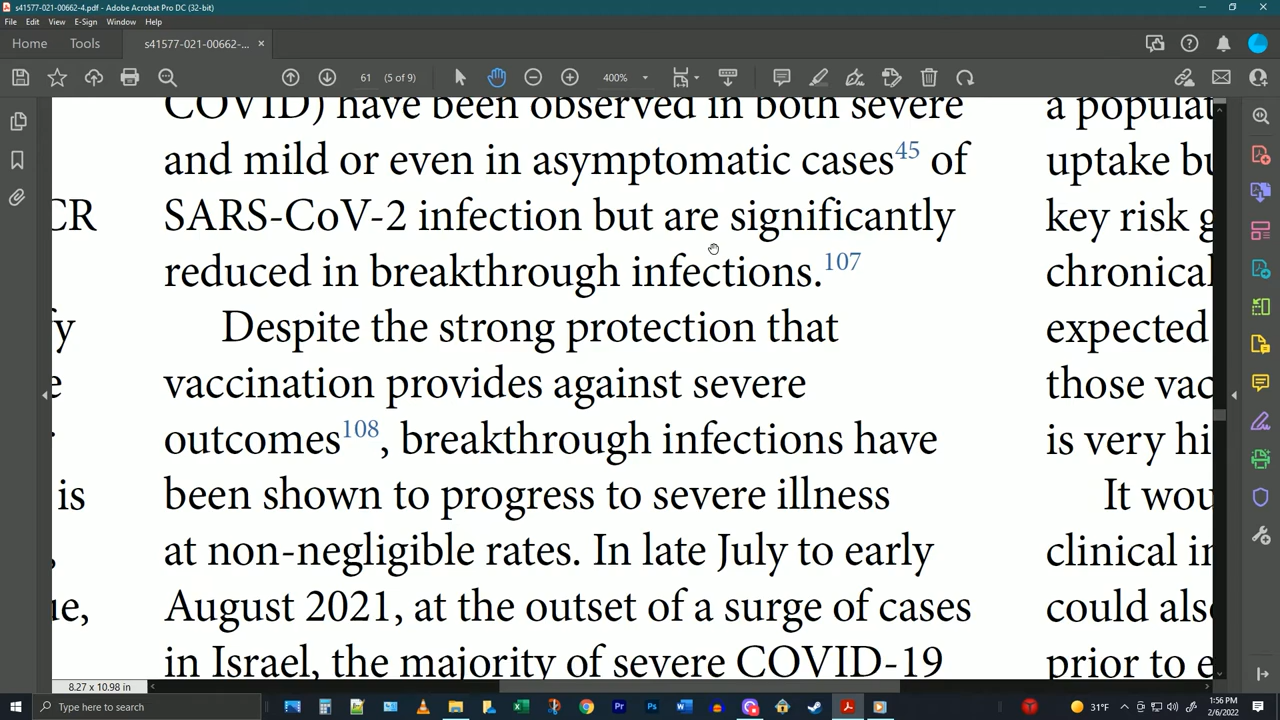 s41577-021-00662-4.pdf - Adobe Acrobat Pro DC (32-bit)
File Edit View E-Sign Window Help
Home Tools s41577-021-00662-... ×
61 (5 of 9) 400%
COVID) have been observed in both severe
and mild or even in asymptomatic cases45 of
SARS-CoV-2 infection but are significantly
reduced in breakthrough infections.107
Despite the strong protection that
vaccination provides against severe
outcomes108, breakthrough infections have
been shown to progress to severe illness
at non-negligible rates. In late July to early
August 2021, at the outset of a surge of cases
in Israel, the majority of severe COVID-19
CR
fy
e
is
,
ue,
a populat
uptake bu
key risk g
chronical
expected
those vac
is very hi
It wou
clinical in
could also
prior to e
8.27 x 10.98 in
Type here to search
31°F
1:56 PM
2/6/2022